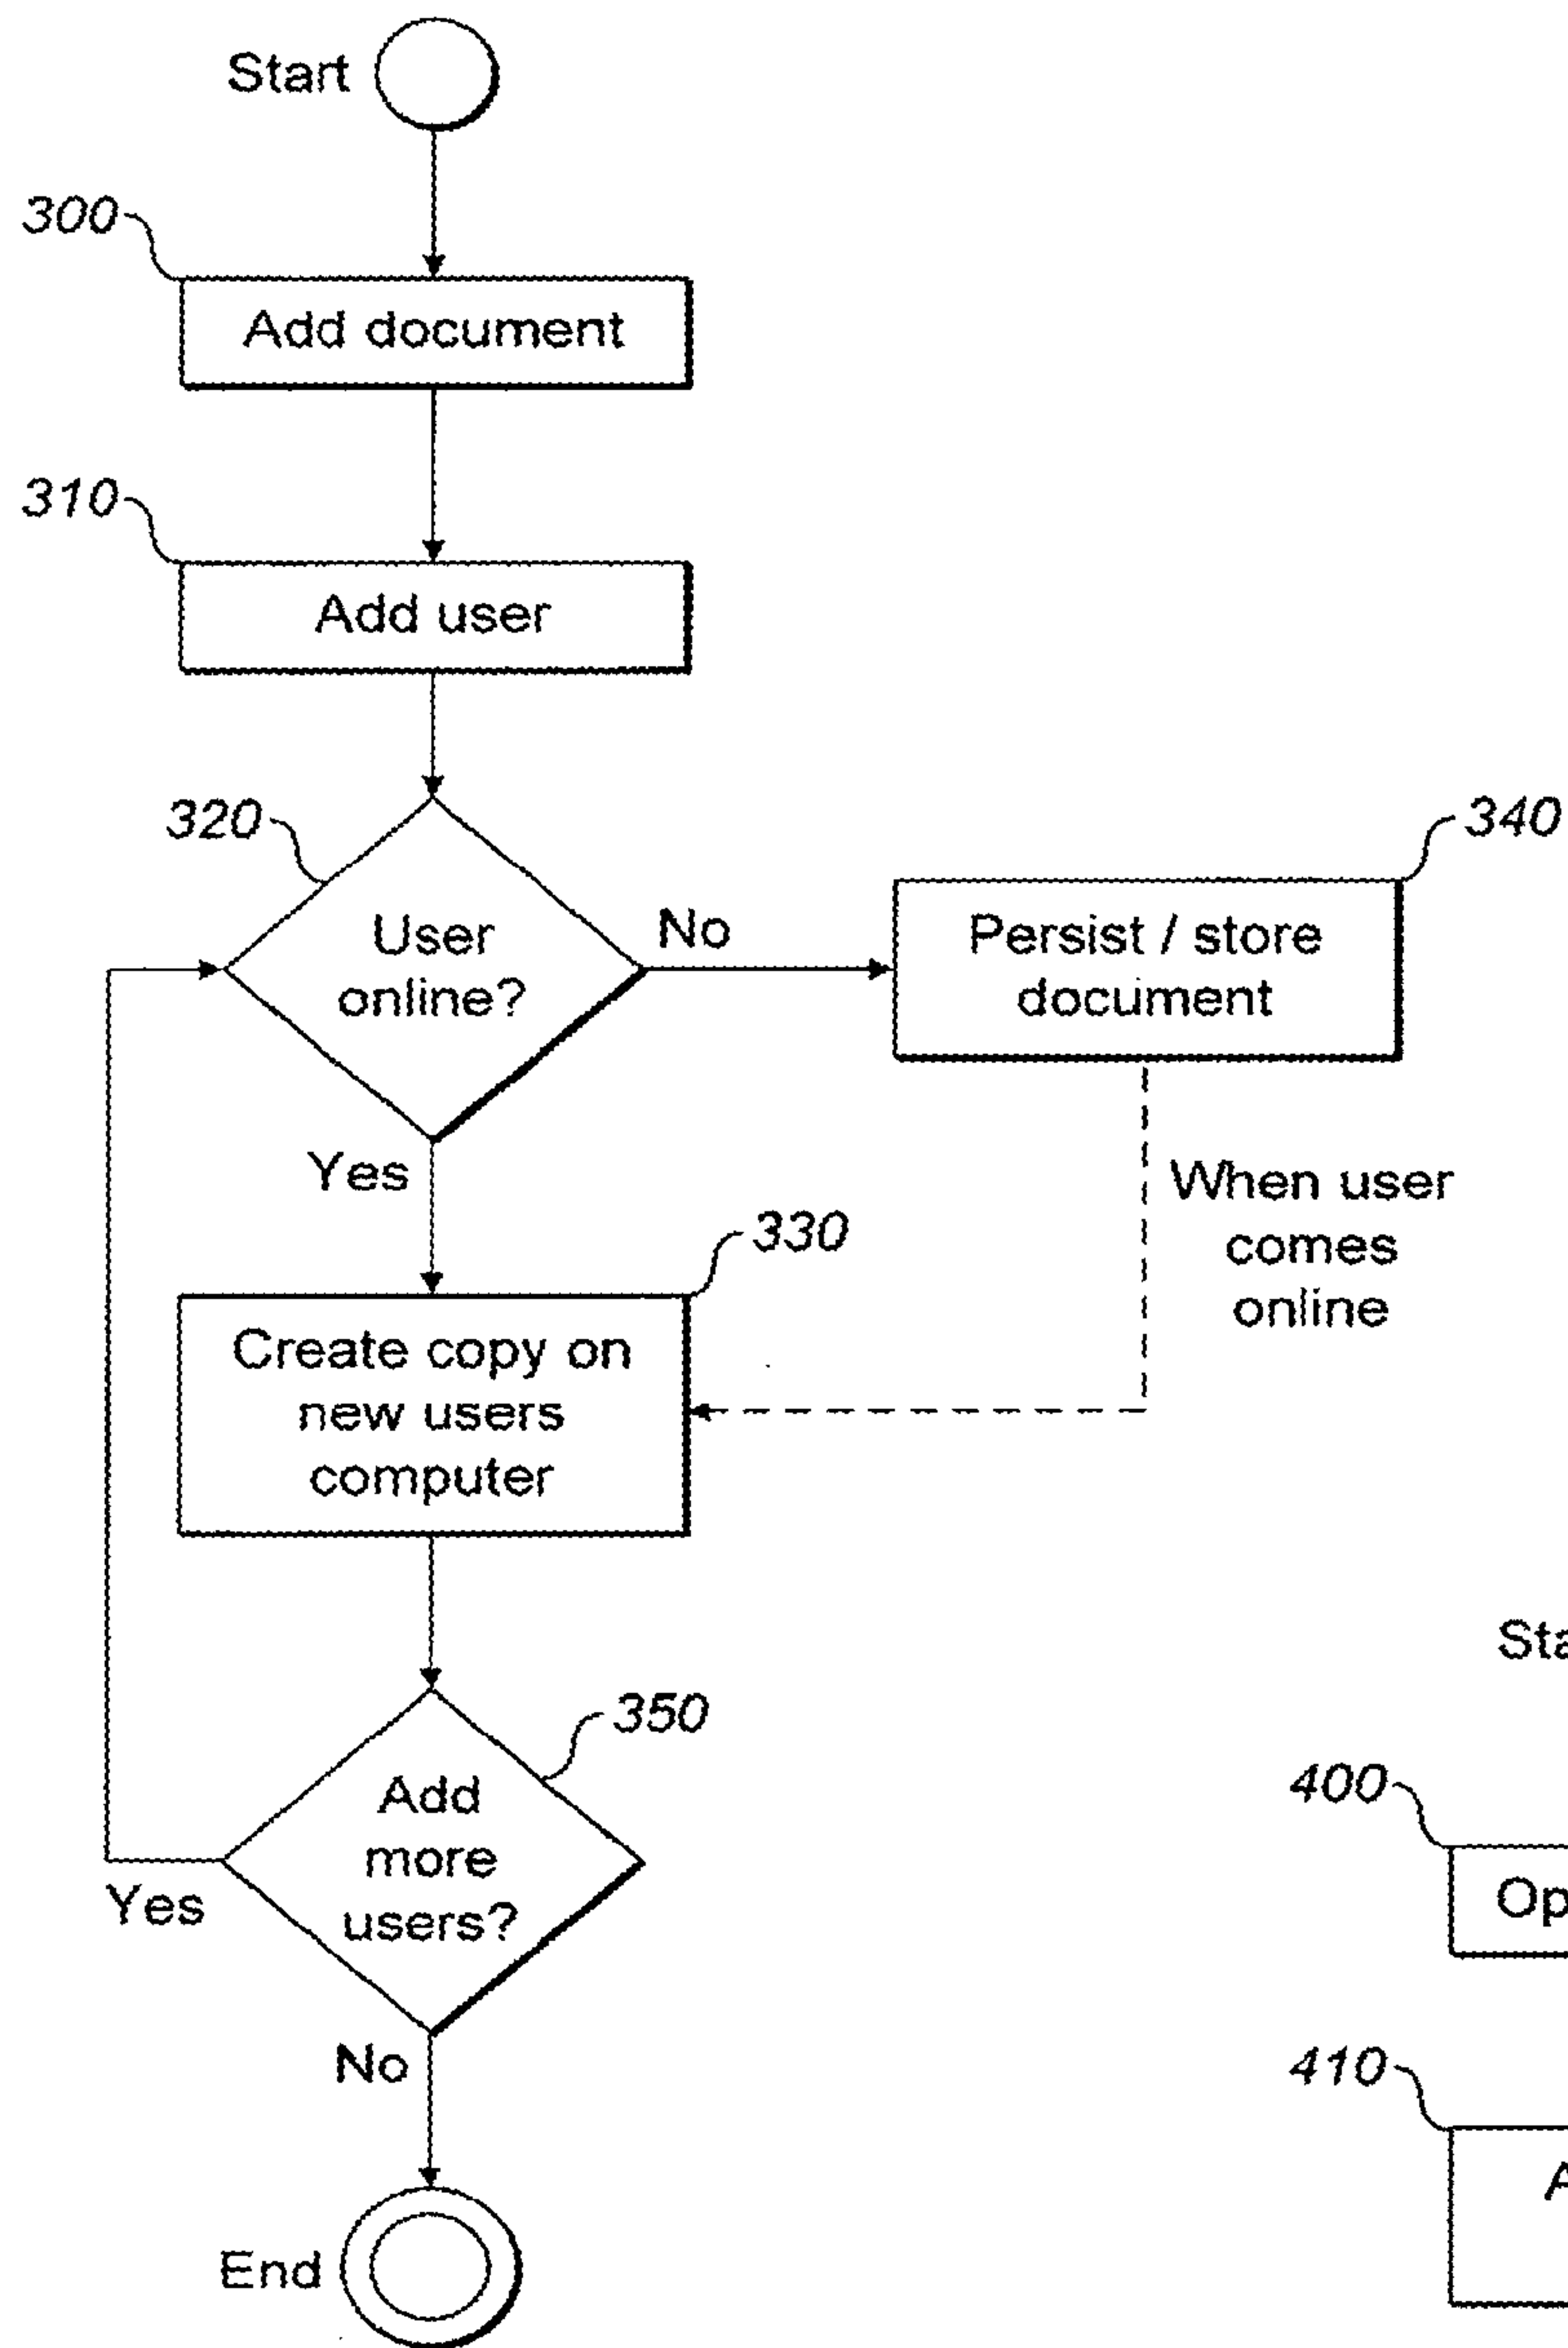 Start
300
Add document
310
Add user
320
User
online?
No
340
Persist / store
document
Yes
When user
comes
online
330
Create copy on
new users
computer
350
Add
more
users?
Yes
No
End
400
410